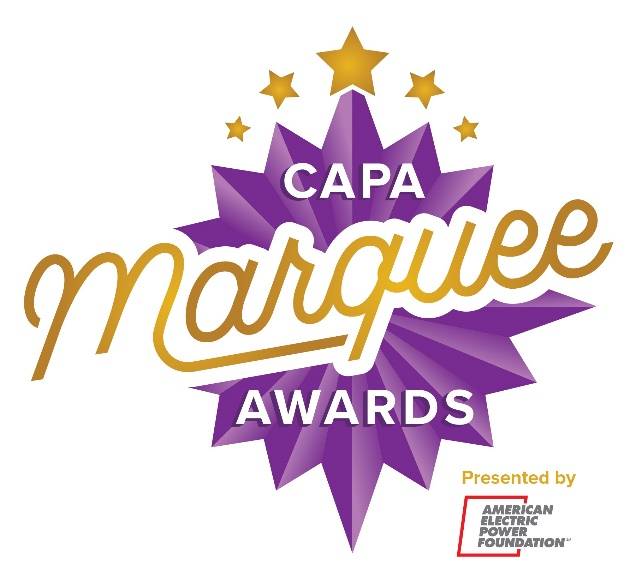 CAPA
Marquee
AWARDS
Presented by
AMERICAN
ELECTRIC
POWER
FOUNDATION